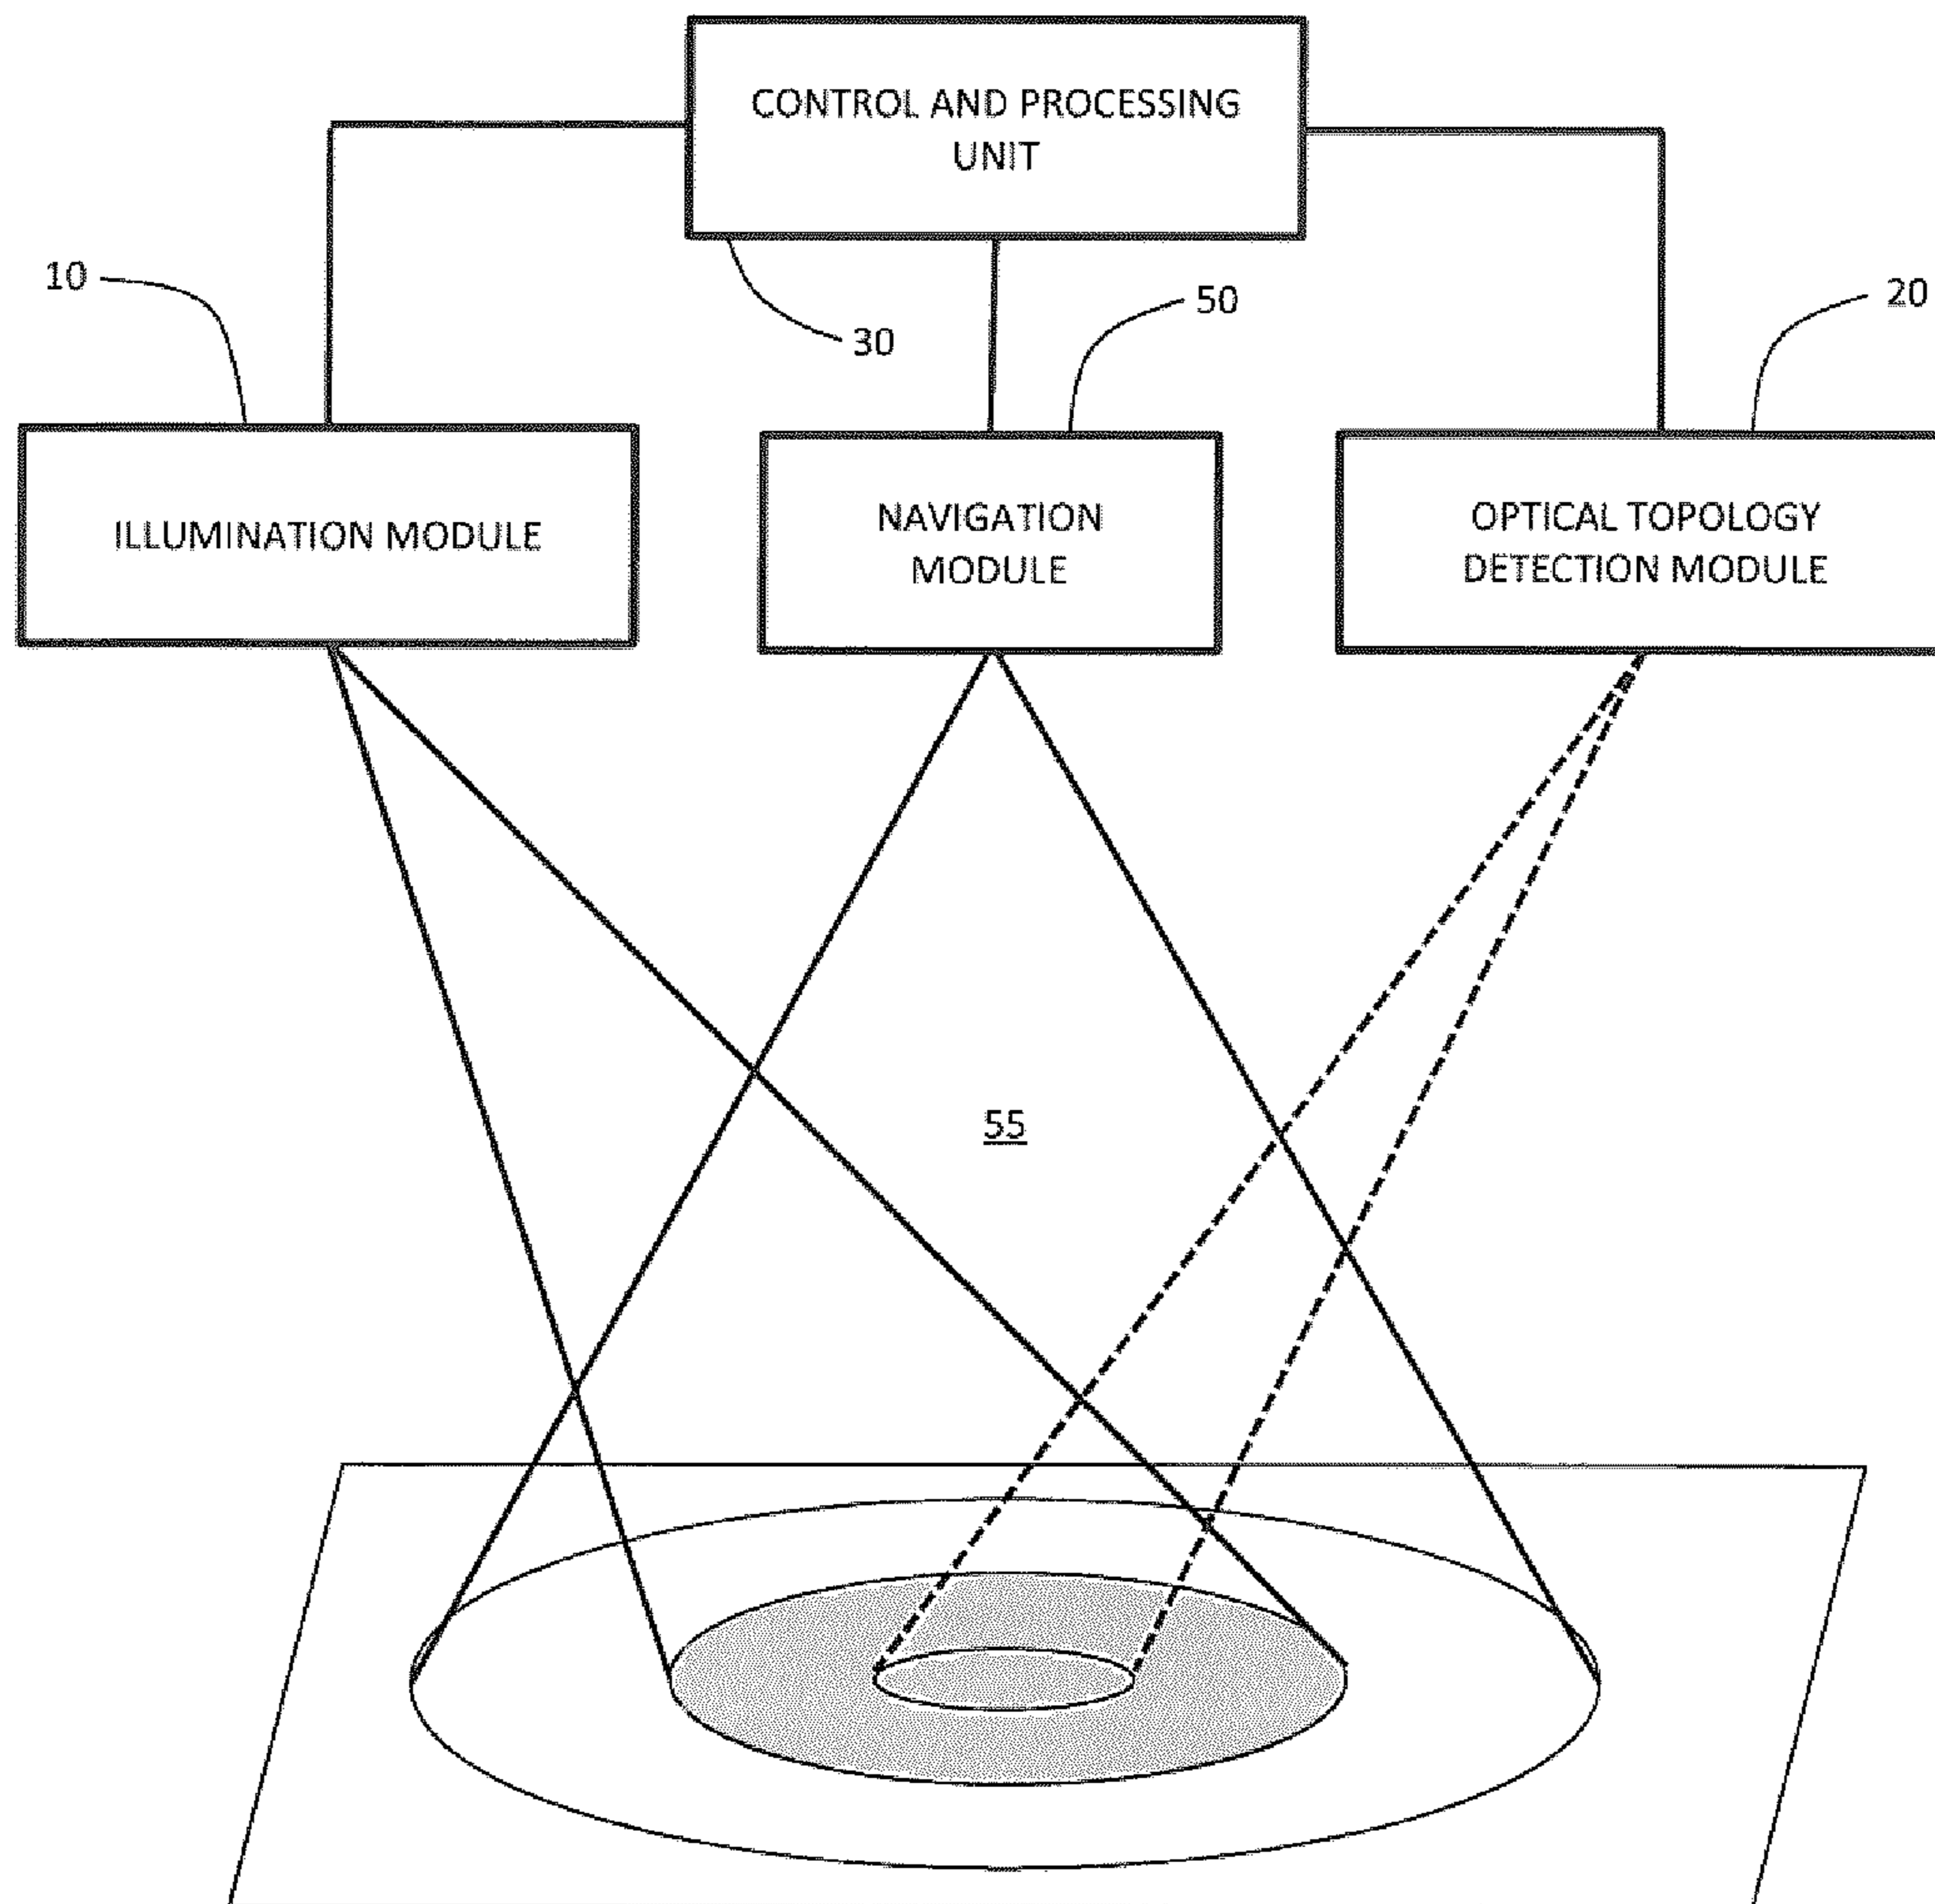 CONTROL AND PROCESSING
UNIT
10
30
50
20
ILLUMINATION MODULE
NAVIGATION
MODULE
OPTICAL TOPOLOGY
DETECTION MODULE
55